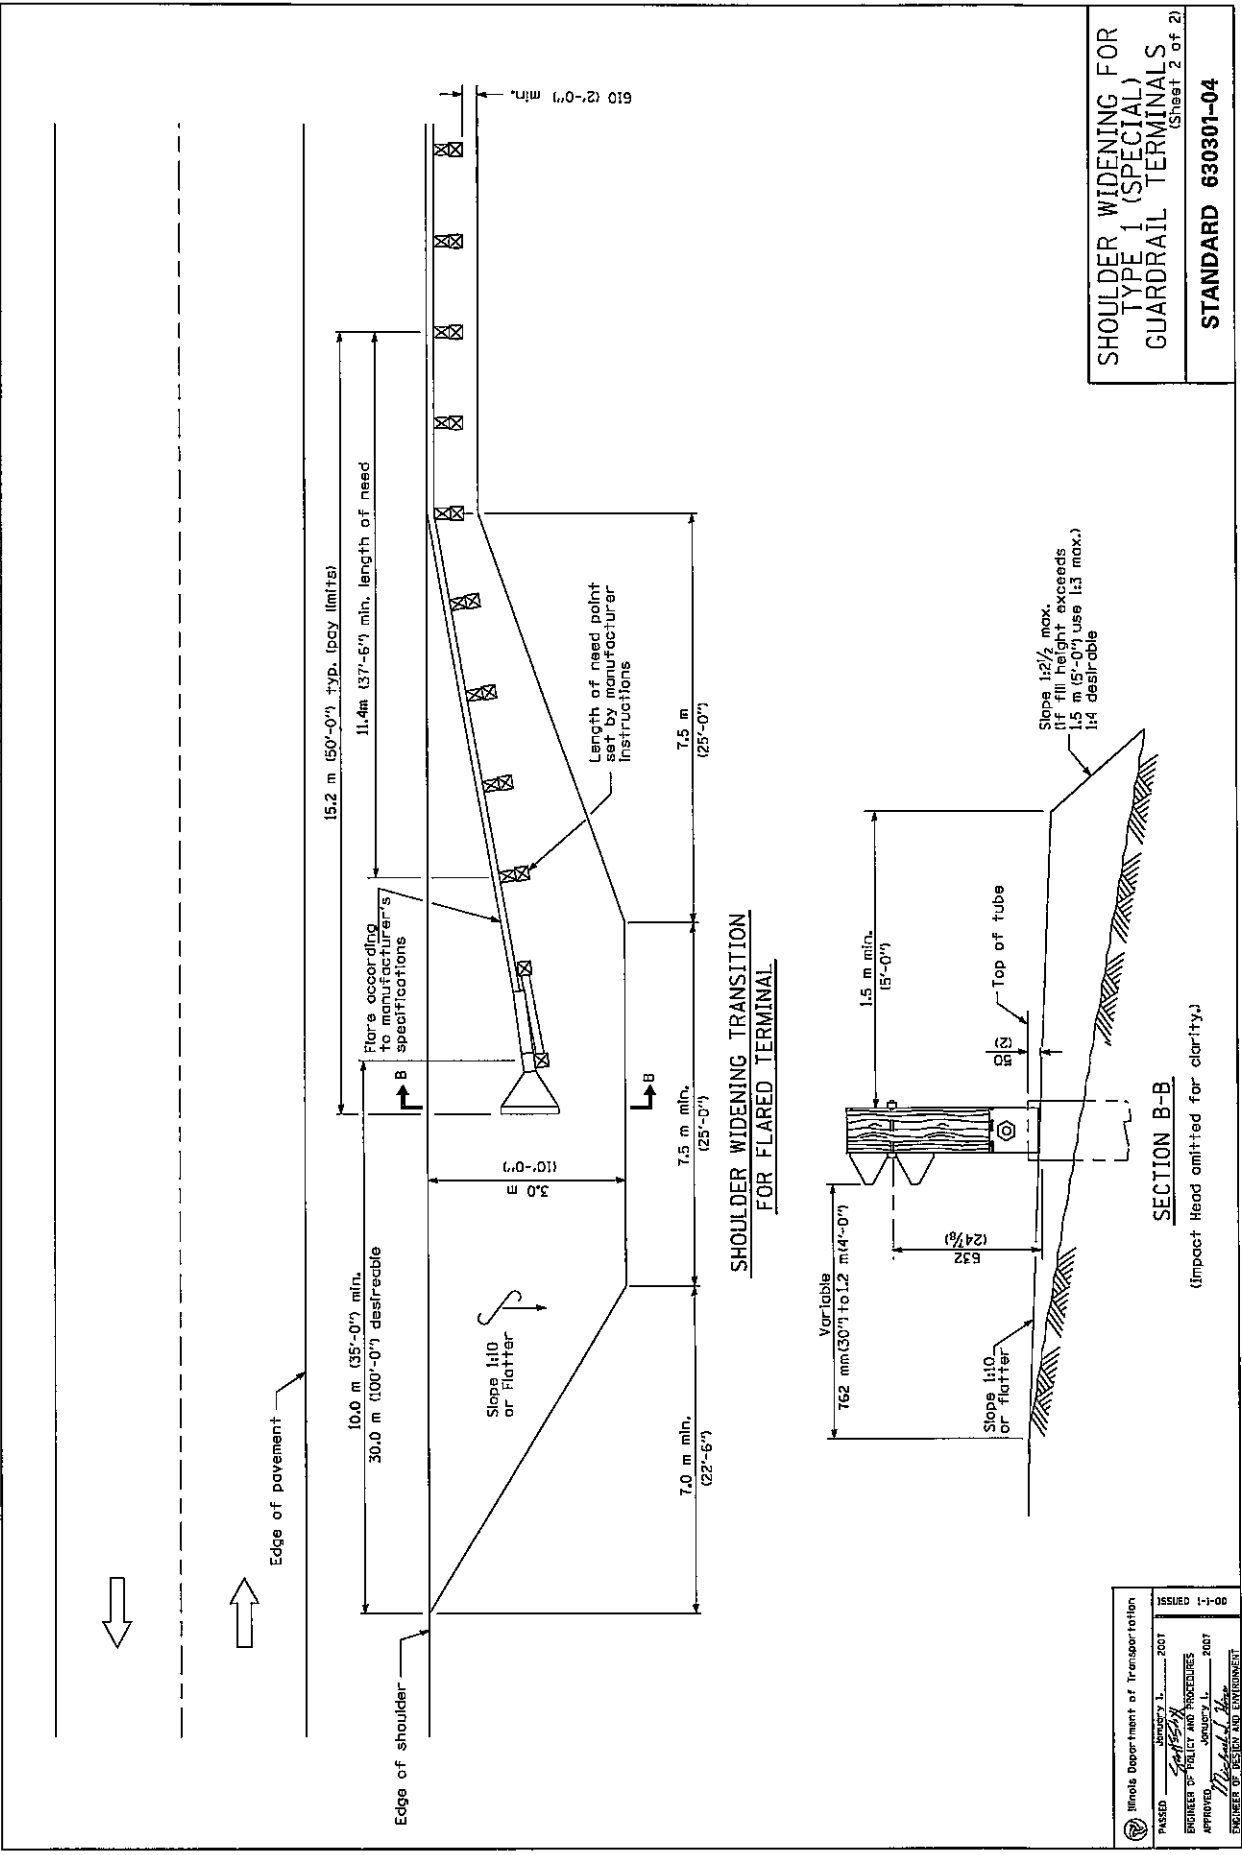 Edge of shoulder
Edge of pavement
10.0 m (35'-0") min.
30.0 m (100'-0") desireable
15.2 m (50'-0") typ. (pay limits)
11.4m (37'-6") min. length of need
Flare according
to manufacturer's
specifications
B
B
3.0 m
(10'-0")
Slope 1:10
or Flatter
Length of need point
set by manufacturer
instructions
610 (2'-0") min.
7.0 m min.
(22'-6")
7.5 m min.
(25'-0")
7.5 m
(25'-0")
SHOULDER WIDENING TRANSITION
FOR FLARED TERMINAL
Variable
762 mm(30") to 1.2 m(4'-0")
1.5 m min.
(5'-0")
632
(24⅞)
50
(2)
Top of tube
Slope 1:10
or flatter
Slope 1:2½ max.
(If fill height exceeds
1.5 m (5'-0") use 1:3 max.)
1:4 desirable
SECTION B-B
(Impact Head omitted for clarity.)
Illinois Department of Transportation
PASSED January 1, 2007
ENGINEER OF POLICY AND PROCEDURES
APPROVED January 1, 2007
ENGINEER OF DESIGN AND ENVIRONMENT
ISSUED 1-1-00
SHOULDER WIDENING FOR
TYPE 1 (SPECIAL)
GUARDRAIL TERMINALS
(Sheet 2 of 2)
STANDARD 630301-04